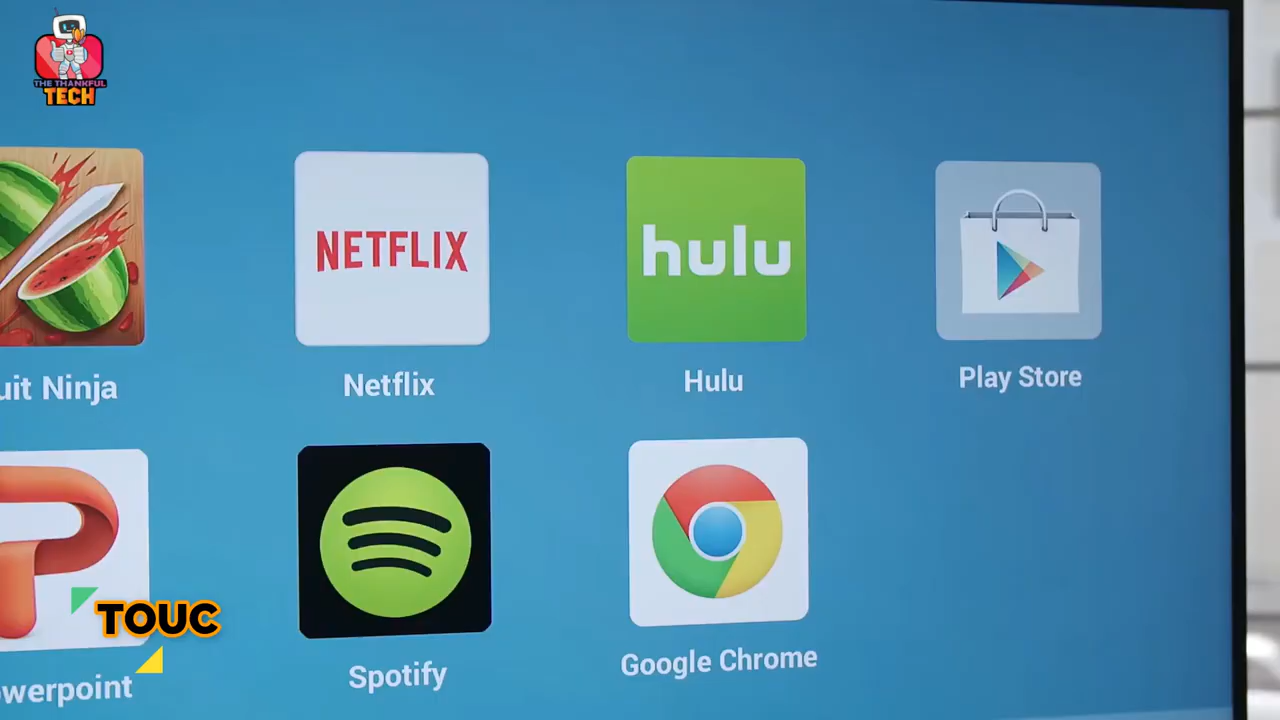 THE THANKFUL
TECH
NETFLIX
hulu
uit Ninja
Netflix
Hulu
Play Store
TOUC
owerpoint
Spotify
Google Chrome